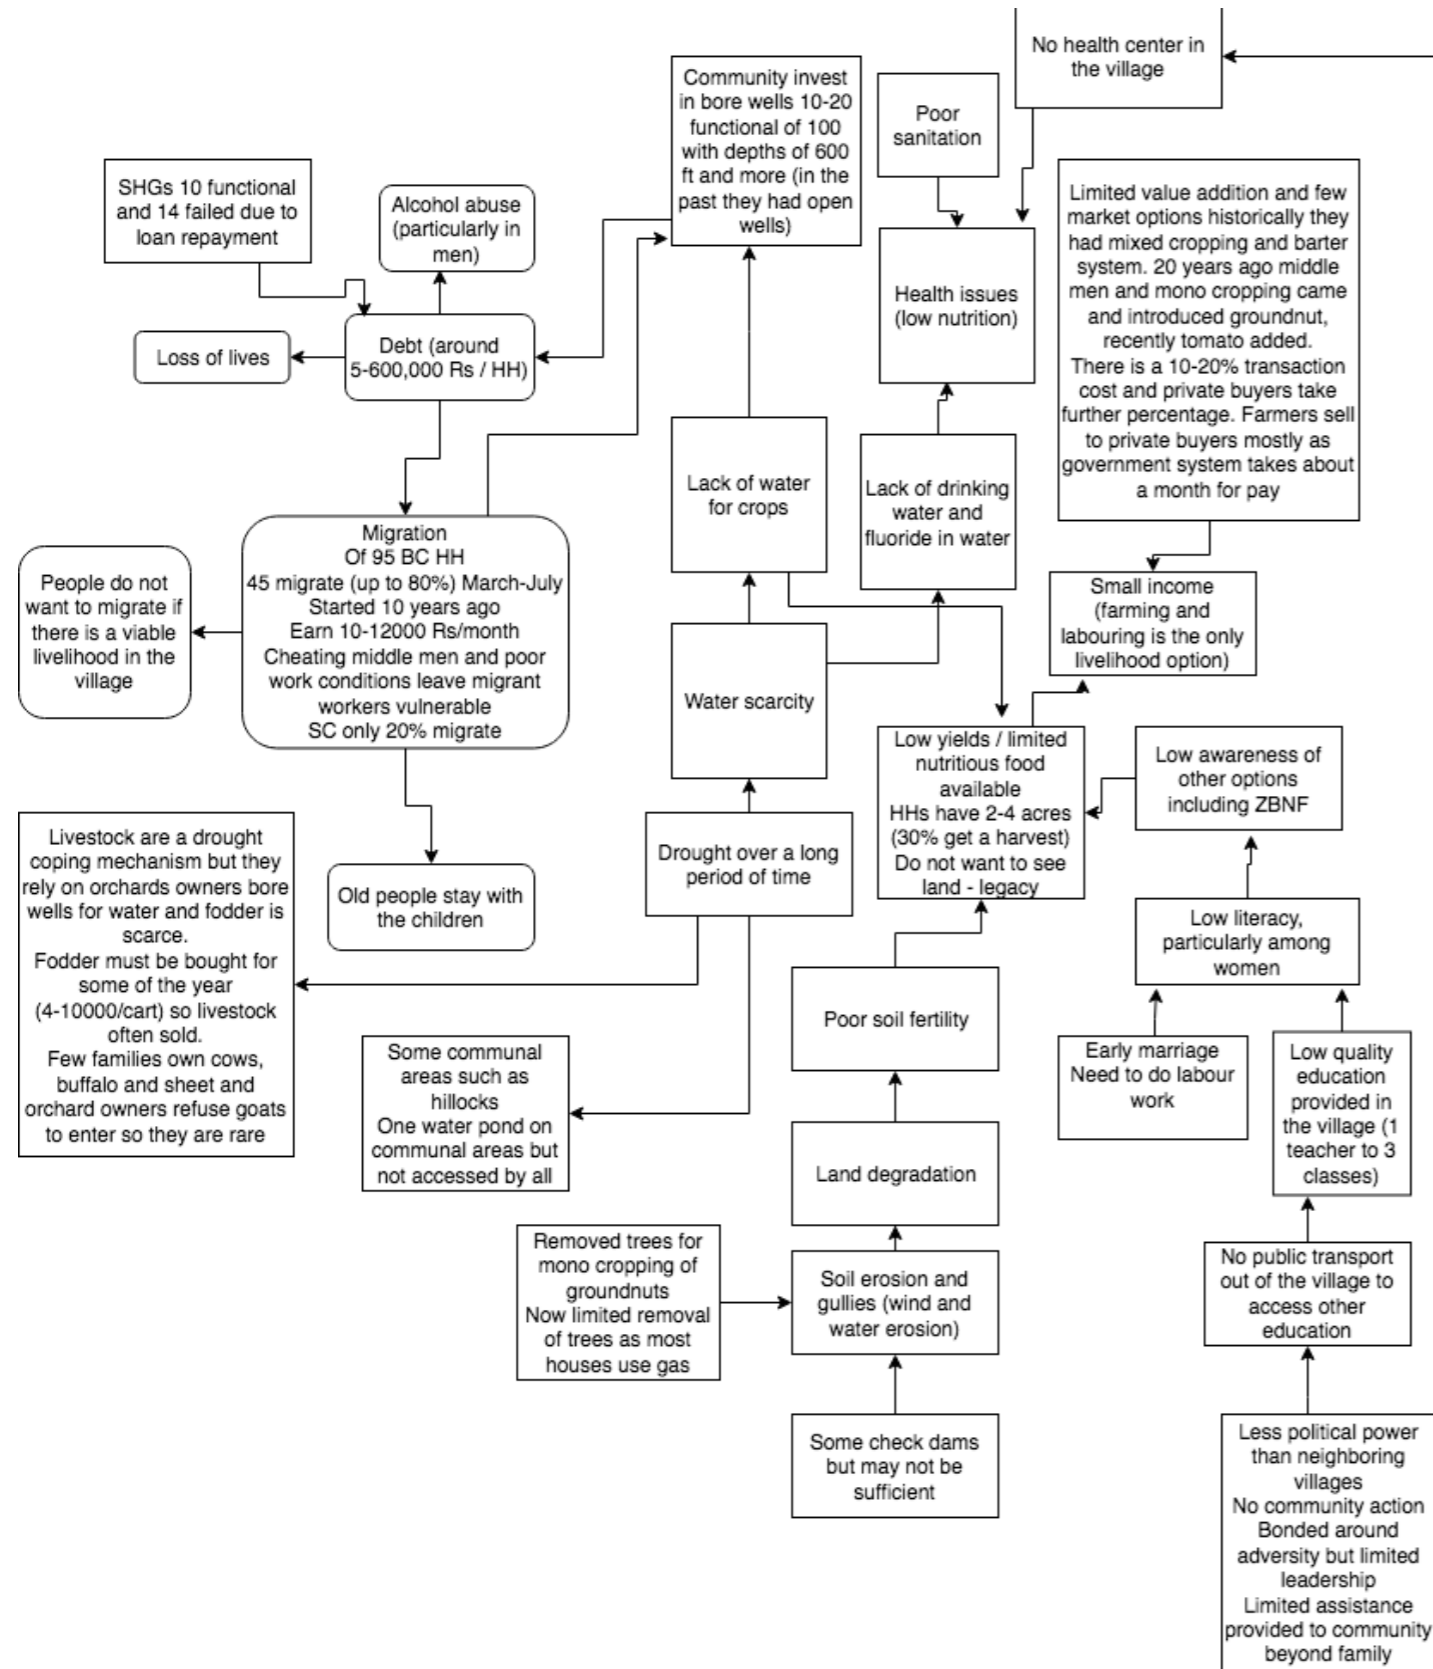 No health center in
the village
Community invest
in bore wells 10-20
functional of 100
with depths of 600
ft and more (in the
past they had open
wells)
Poor
sanitation
SHGs 10 functional
and 14 failed due to
loan repayment
Alcohol abuse
(particularly in
men)
Limited value addition and few
market options historically they
had mixed cropping and barter
system. 20 years ago middle
men and mono cropping came
and introduced groundnut,
recently tomato added.
There is a 10-20% transaction
cost and private buyers take
further percentage. Farmers sell
to private buyers mostly as
government system takes about
a month for pay
Health issues
(low nutrition)
Loss of lives
Debt (around
5-600,000 Rs / HH)
Lack of water
for crops
Lack of drinking
water and
fluoride in water
People do not
want to migrate if
there is a viable
livelihood in the
village
Migration
Of 95 BC HH
45 migrate (up to 80%) March-July
Started 10 years ago
Earn 10-12000 Rs/month
Cheating middle men and poor
work conditions leave migrant
workers vulnerable
SC only 20% migrate
Small income
(farming and
labouring is the only
livelihood option)
Water scarcity
Low yields / limited
nutritious food
available
HHs have 2-4 acres
(30% get a harvest)
Do not want to see
land - legacy
Low awareness of
other options
including ZBNF
Livestock are a drought
coping mechanism but they
rely on orchards owners bore
wells for water and fodder is
scarce.
Fodder must be bought for
some of the year
(4-10000/cart) so livestock
often sold.
Few families own cows,
buffalo and sheet and
orchard owners refuse goats
to enter so they are rare
Old people stay with
the children
Drought over a long
period of time
Low literacy,
particularly among
women
Poor soil fertility
Some communal
areas such as
hillocks
One water pond on
communal areas but
not accessed by all
Early marriage
Need to do labour
work
Low quality
education
provided in
the village (1
teacher to 3
classes)
Land degradation
Removed trees for
mono cropping of
groundnuts
Now limited removal
of trees as most
houses use gas
Soil erosion and
gullies (wind and
water erosion)
No public transport
out of the village to
access other
education
Some check dams
but may not be
sufficient
Less political power
than neighboring
villages
No community action
Bonded around
adversity but limited
leadership
Limited assistance
provided to community
beyond family